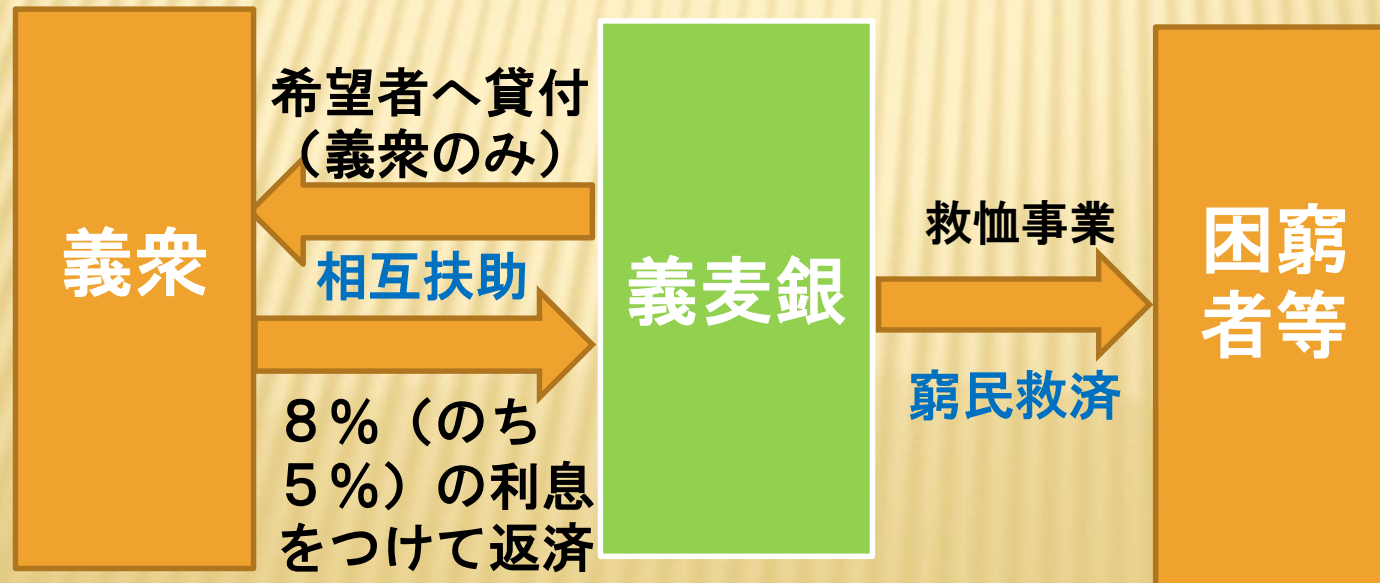 義衆
希望者へ貸付
（義衆のみ）
相互扶助
８％（のち
５％）の利息
をつけて返済
義麦銀
救恤事業
窮民救済
困窮
者等